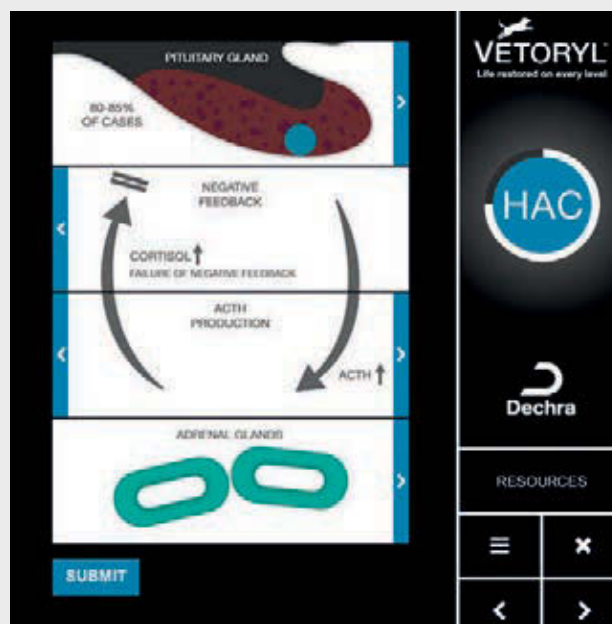 PITUITARY GLAND
80-85%
OF CASES
NEGATIVE
FEEDBACK
CORTISOL
FAILURE OF NEGATIVE FEEDBACK
ACTH
PRODUCTION
ACTH
ADRENAL GLANDS
SUBMIT
VETORYL
Life restored on every level
HAC
Dechra
RESOURCES